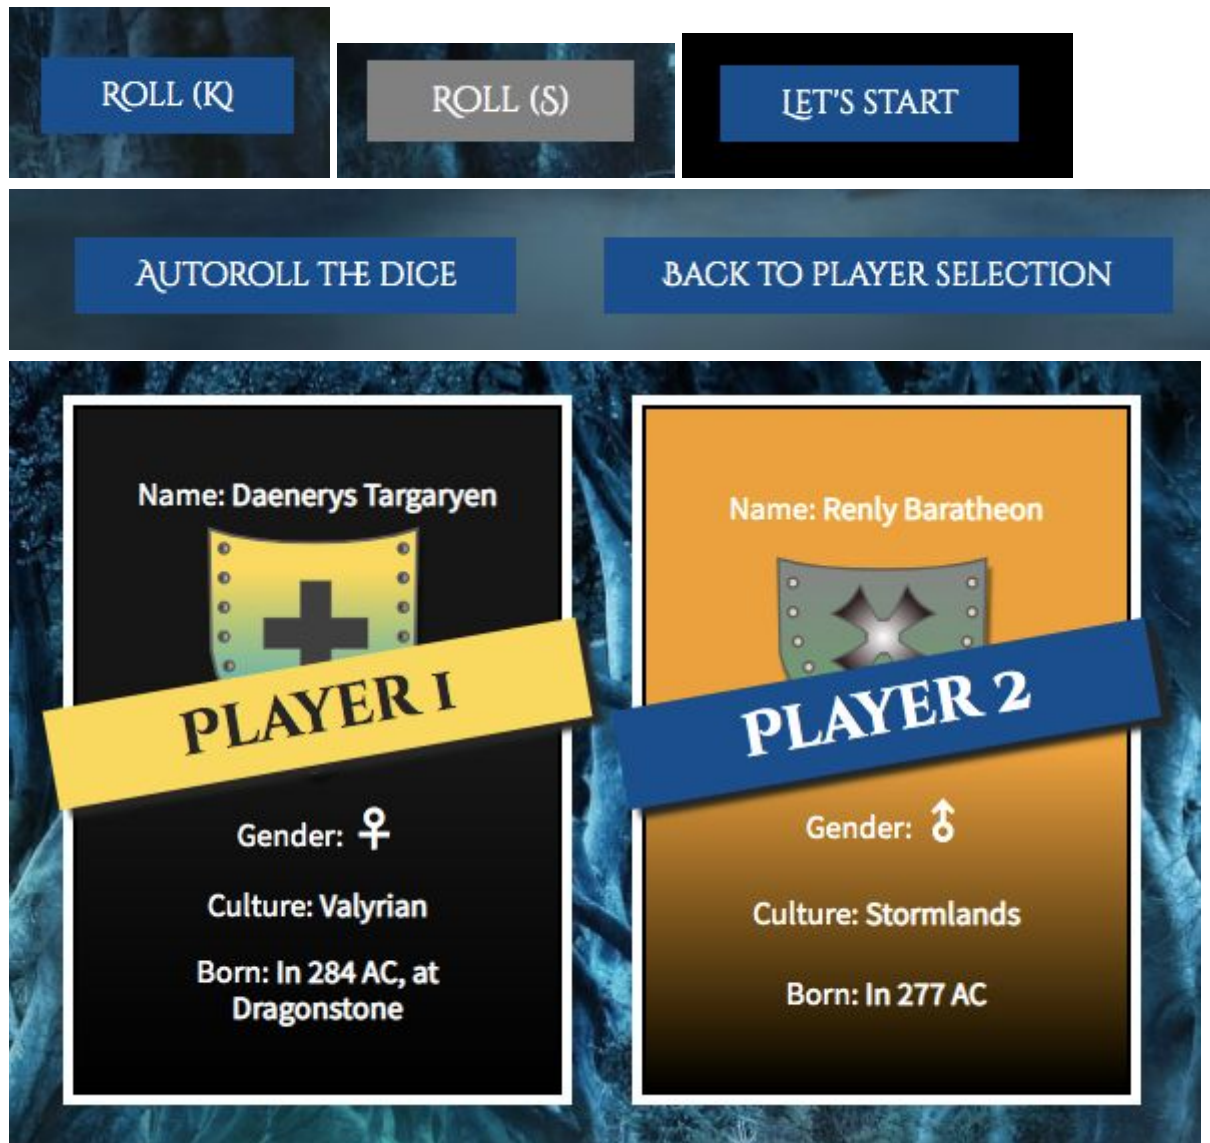 Roll (K)
Roll (S)
Let's start
Autoroll the dice
Back to player selection
Name: Daenerys Targaryen
Player 1
Gender: ♀
Culture: Valyrian
Born: In 284 AC, at
Dragonstone
Name: Renly Baratheon
Player 2
Gender: ⚦
Culture: Stormlands
Born: In 277 AC